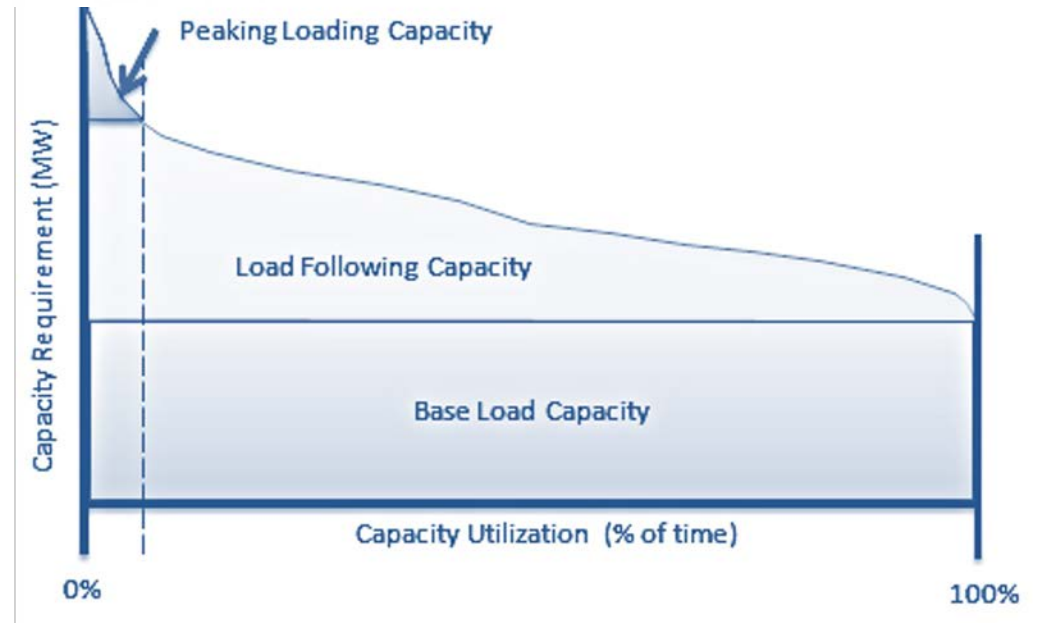 Peaking Loading Capacity
Capacity Requirement (MW)
Load Following Capacity
Base Load Capacity
Capacity Utilization (% of time)
0%
100%